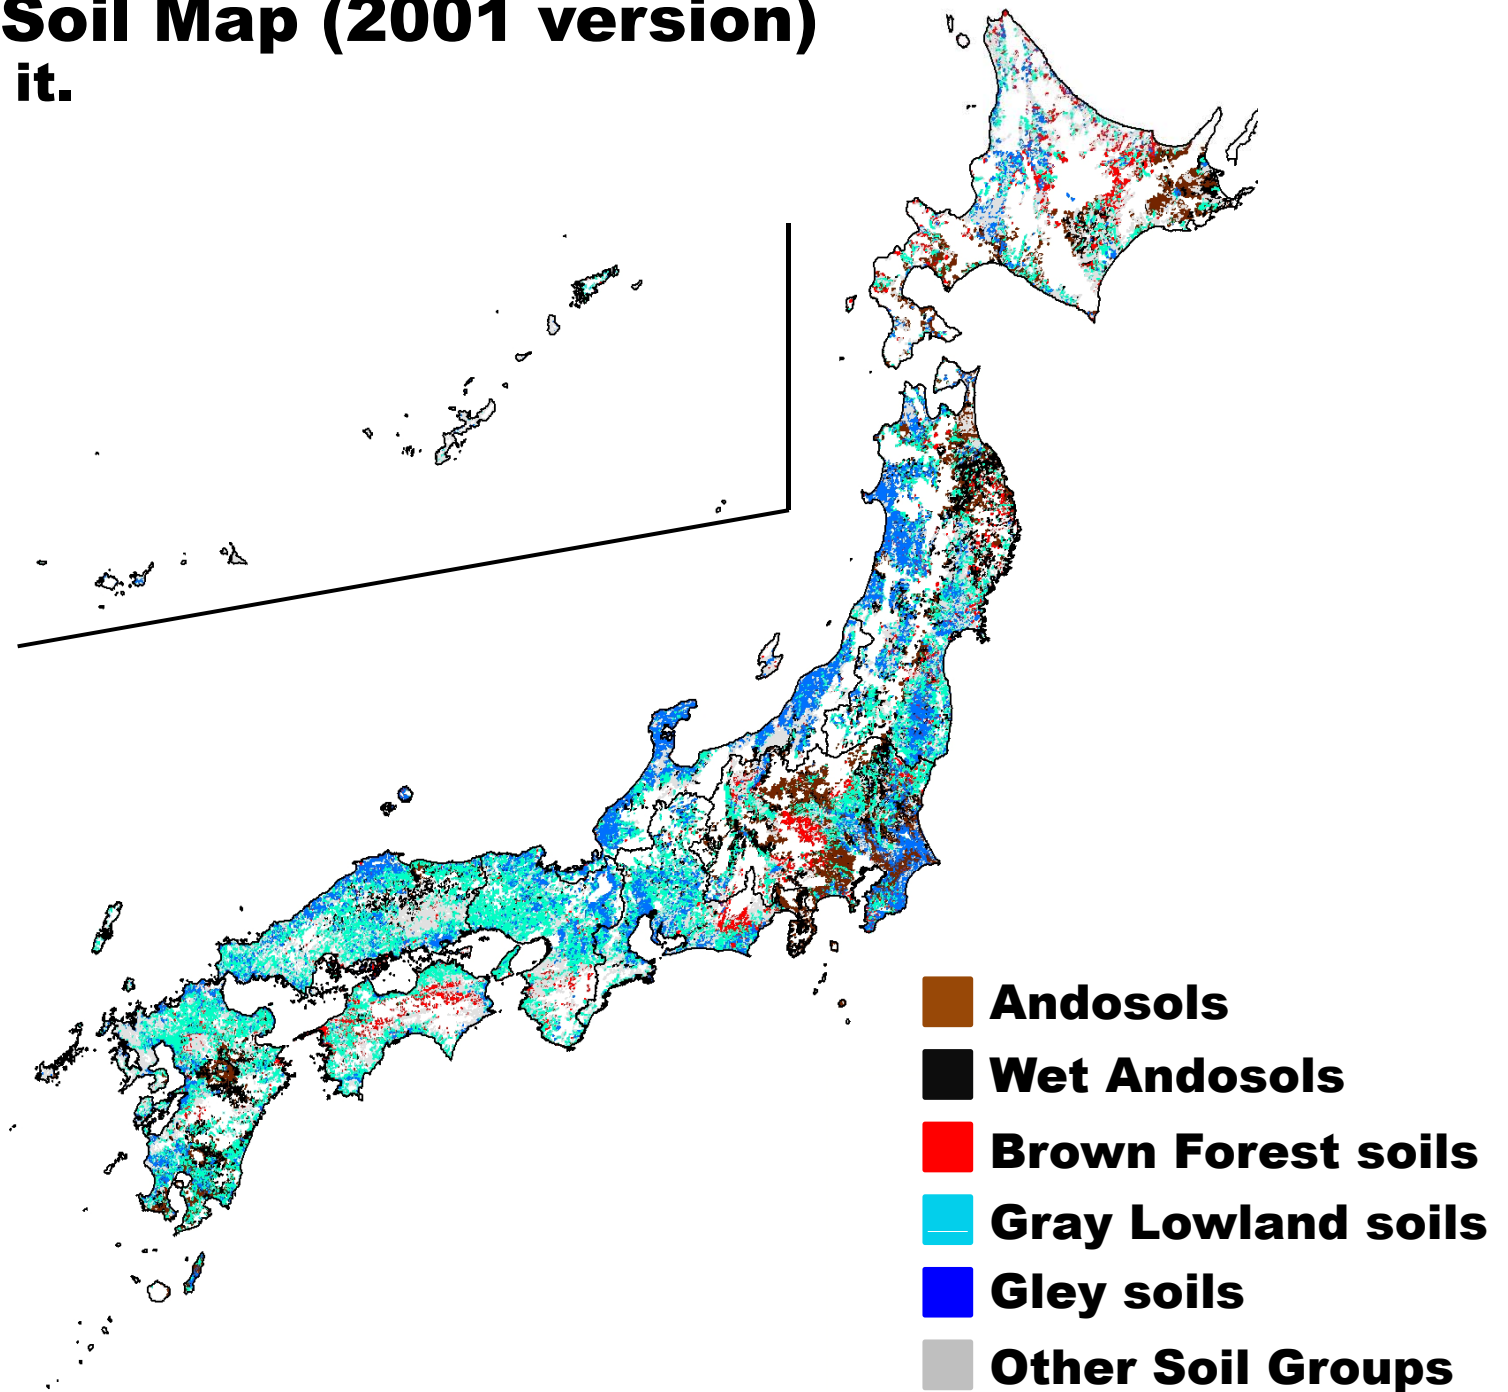 Soil Map (2001 version)
it.
Andosols
Wet Andosols
Brown Forest soils
Gray Lowland soils
Gley soils
Other Soil Groups